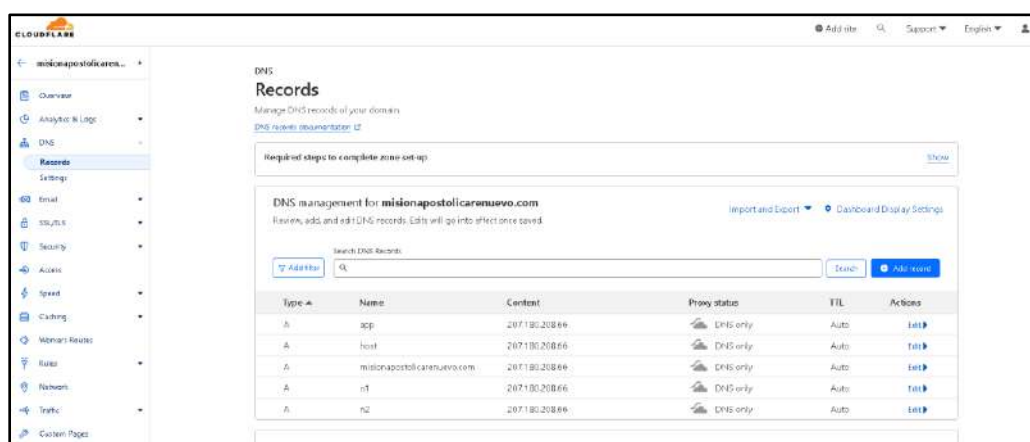 CLOUDFLARE
Add site
Support
English
misionapostolicaren...
Overview
Analytics & Logs
DNS
Records
Settings
Email
SSL/TLS
Security
Access
Speed
Caching
Workers Routes
Rules
Network
Traffic
Custom Pages
DNS
Records
Manage DNS records of your domain
DNS records documentation
Required steps to complete zone set-up
Show
DNS management for misionapostolicarenuevo.com
Review, add, and edit DNS records. Edits will go into effect once saved.
Import and Export
Dashboard Display Settings
Search DNS Records
Add filter
Search
Add record
Type Name Content Proxy status TTL Actions
A app 207.180.208.66 DNS only Auto Edit
A host 207.180.208.66 DNS only Auto Edit
A misionapostolicarenuevo.com 207.180.208.66 DNS only Auto Edit
A n1 207.180.208.66 DNS only Auto Edit
A n2 207.180.208.66 DNS only Auto Edit